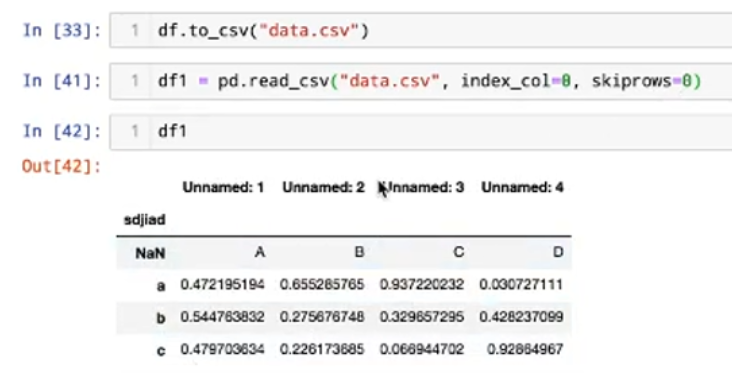 In [33]: 1 df.to_csv("data.csv")
In [41]: 1 df1 = pd.read_csv("data.csv", index_col=0, skiprows=0)
In [42]: 1 df1
Out[42]:
Unnamed: 1 Unnamed: 2 Unnamed: 3 Unnamed: 4
sdjiad
NaN A B C D
a 0.472195194 0.655285765 0.937220232 0.030727111
b 0.544763832 0.275676748 0.329657295 0.428237099
c 0.479703634 0.226173685 0.066944702 0.92864967